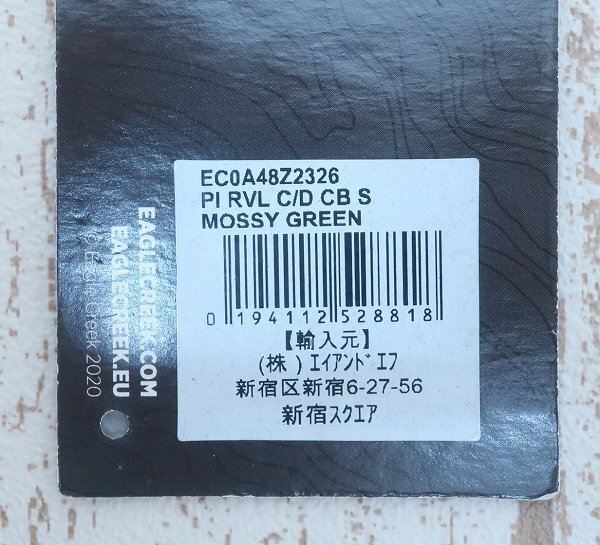 EC0A48Z2326
PI RVL C/D CB S
MOSSY GREEN
0 194112 528818
【輸入元】
(株)ｴｲｱﾝﾄﾞｴﾌ
新宿区新宿6-27-56
新宿ｽｸｴｱ
EAGLECREEK.COM
EAGLECREEK.EU
© Eagle Creek 2020